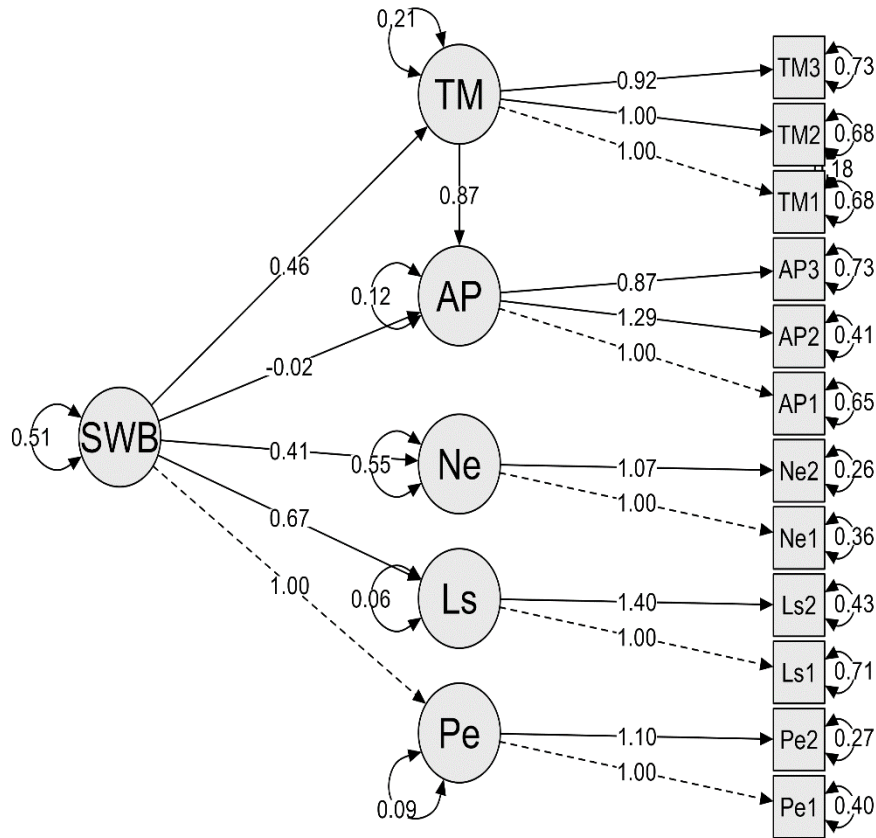 0.21
TM
0.92
1.00
1.00
TM3
0.73
TM2
0.68
.18
TM1
0.68
0.87
0.46
0.12
AP
0.87
1.29
1.00
AP3
0.73
AP2
0.41
AP1
0.65
-0.02
0.51
SWB
0.41
0.55
Ne
1.07
1.00
Ne2
0.26
Ne1
0.36
0.67
1.00
0.06
Ls
1.40
1.00
Ls2
0.43
Ls1
0.71
Pe
1.10
1.00
Pe2
0.27
Pe1
0.40
0.09